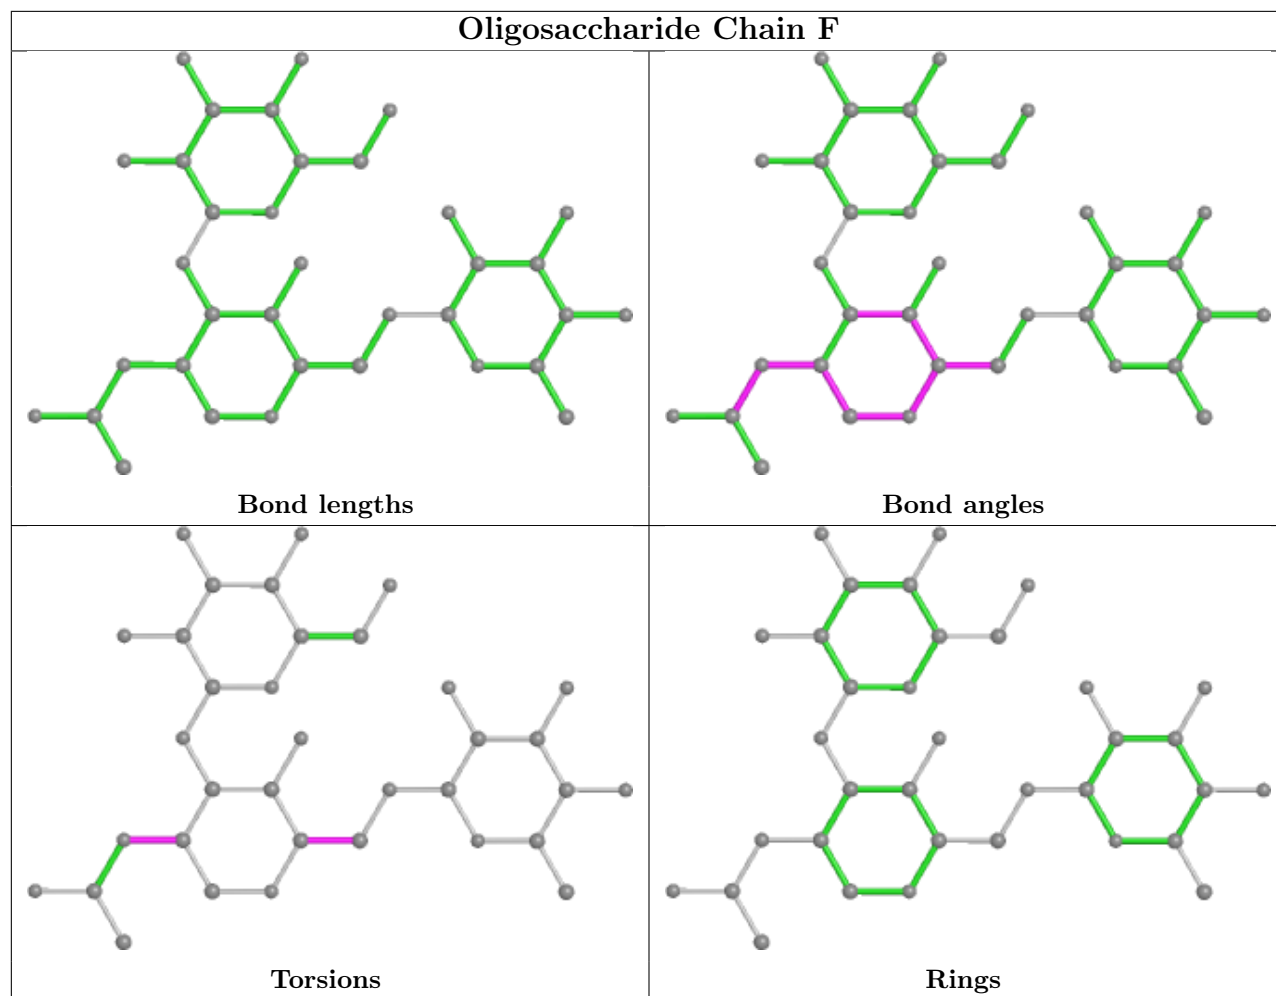 Oligosaccharide Chain F
Bond lengths
Bond angles
Torsions
Rings